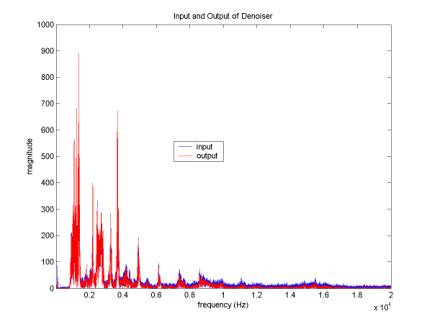 Input and Output of Denoiser
1000
900
800
700
600
500
400
300
200
100
0
magnitude
input
output
0.2 0.4 0.6 0.8 1 1.2 1.4 1.6 1.8 2
frequency (Hz)
x 10⁴